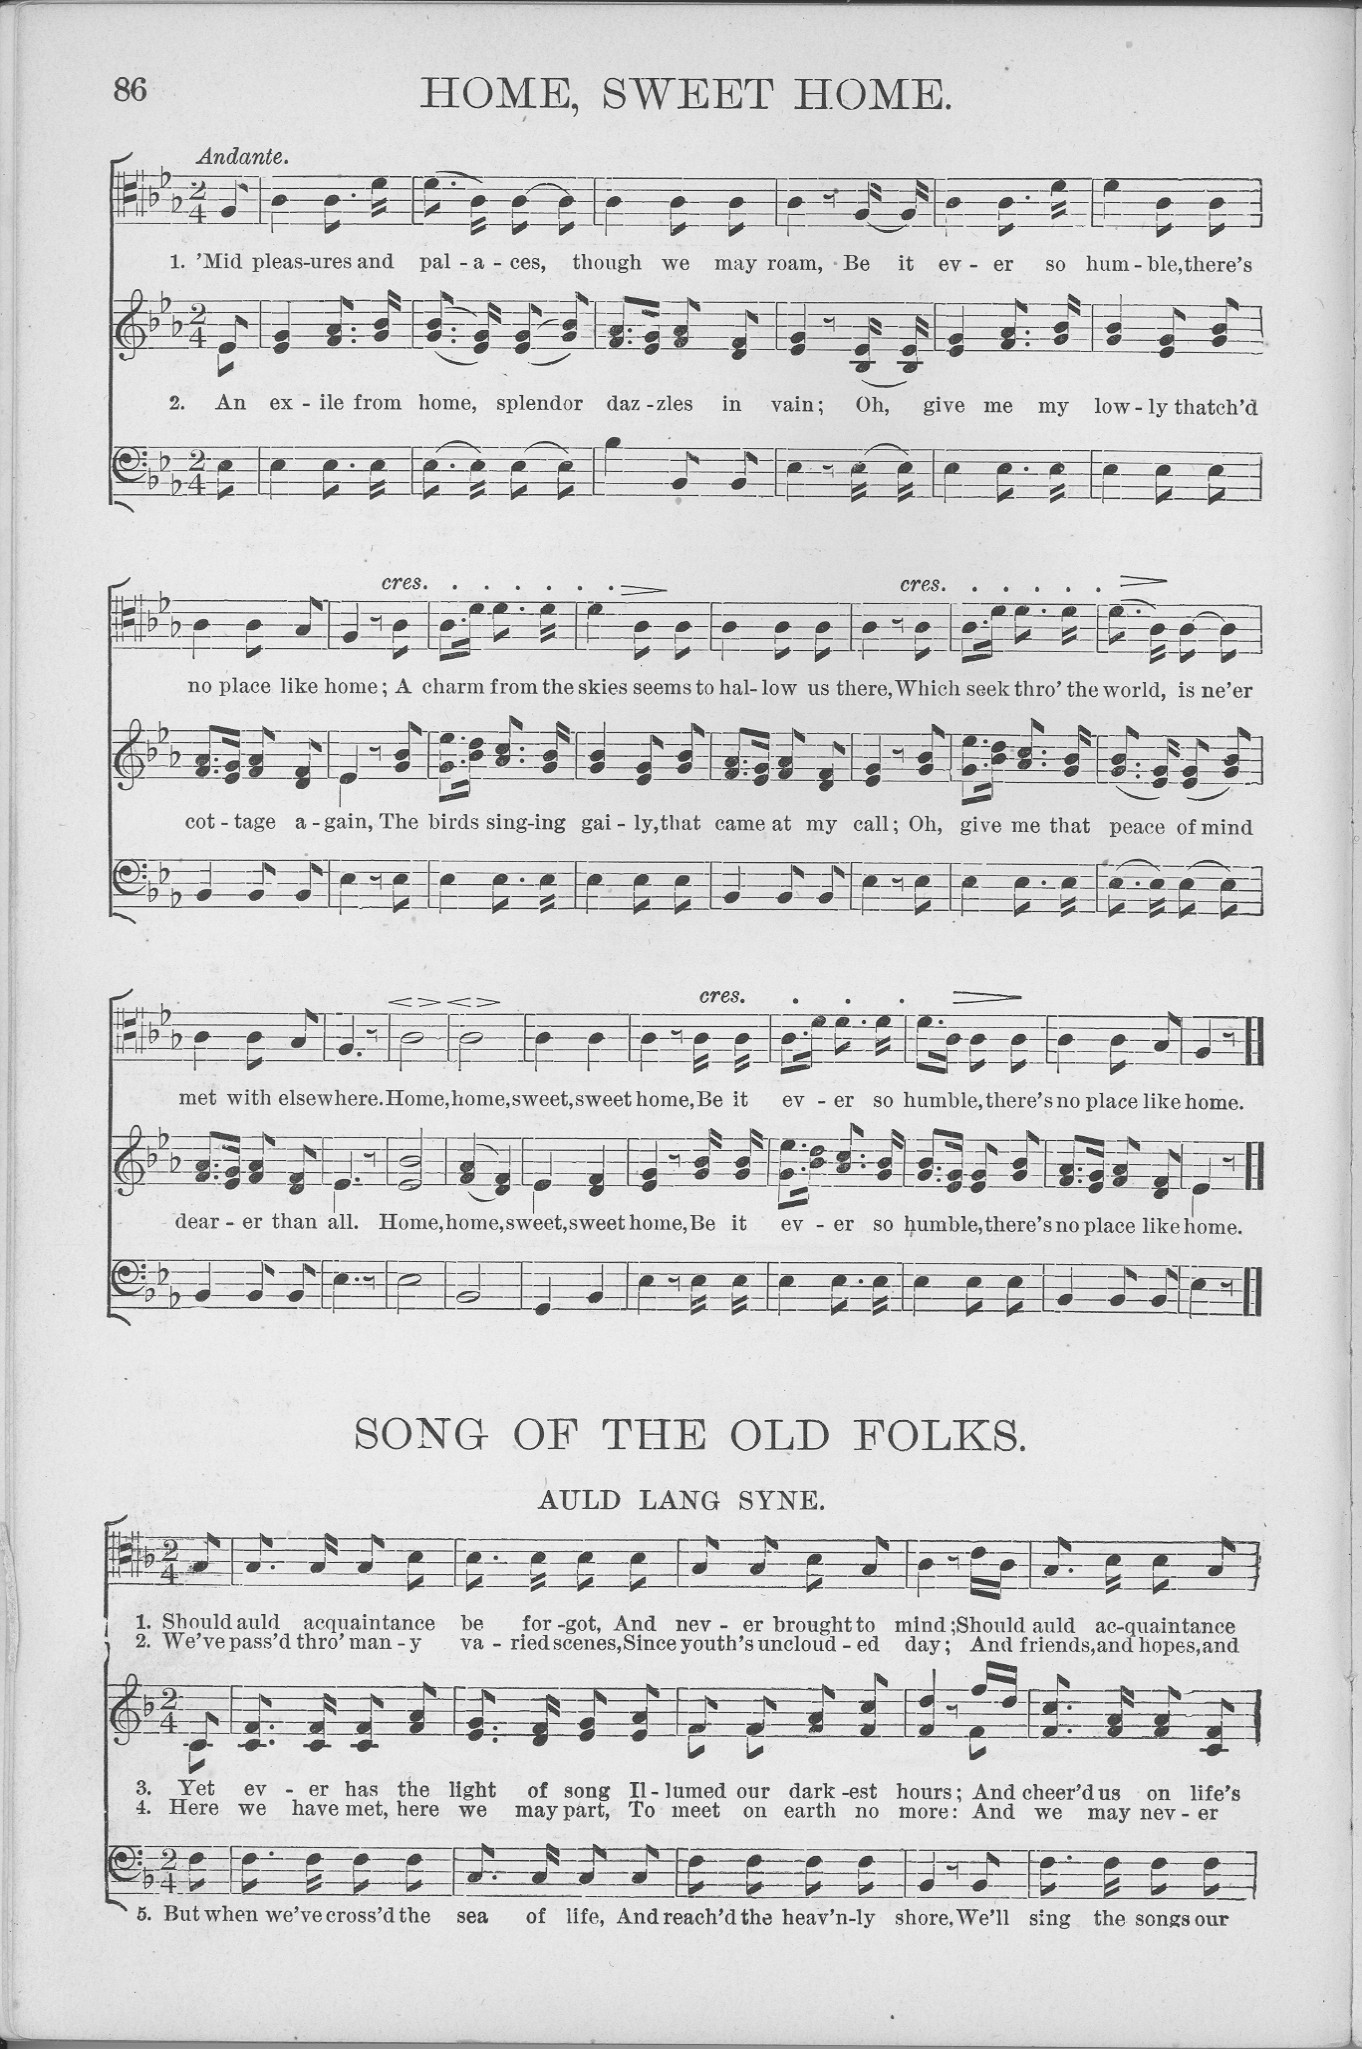 86
HOME, SWEET HOME.
Andante.
1. 'Mid pleas-ures and pal - a - ces, though we may roam, Be it ev - er so hum - ble, there's
2. An ex - ile from home, splendor daz - zles in vain; Oh, give me my low - ly thatch'd
cres. cres.
no place like home; A charm from the skies seems to hal - low us there, Which seek thro' the world, is ne'er
cot - tage a - gain, The birds sing-ing gai - ly, that came at my call; Oh, give me that peace of mind
cres.
met with elsewhere. Home, home, sweet, sweet home, Be it ev - er so humble, there's no place like home.
dear - er than all. Home, home, sweet, sweet home, Be it ev - er so humble, there's no place like home.
SONG OF THE OLD FOLKS.
AULD LANG SYNE.
1. Should auld acquaintance be for - got, And nev - er brought to mind; Should auld ac-quaintance
2. We've pass'd thro' man - y va - ried scenes, Since youth's uncloud - ed day; And friends, and hopes, and
3. Yet ev - er has the light of song Il - lumed our dark - est hours; And cheer'd us on life's
4. Here we have met, here we may part, To meet on earth no more: And we may nev - er
5. But when we've cross'd the sea of life, And reach'd the heav'n-ly shore, We'll sing the songs our